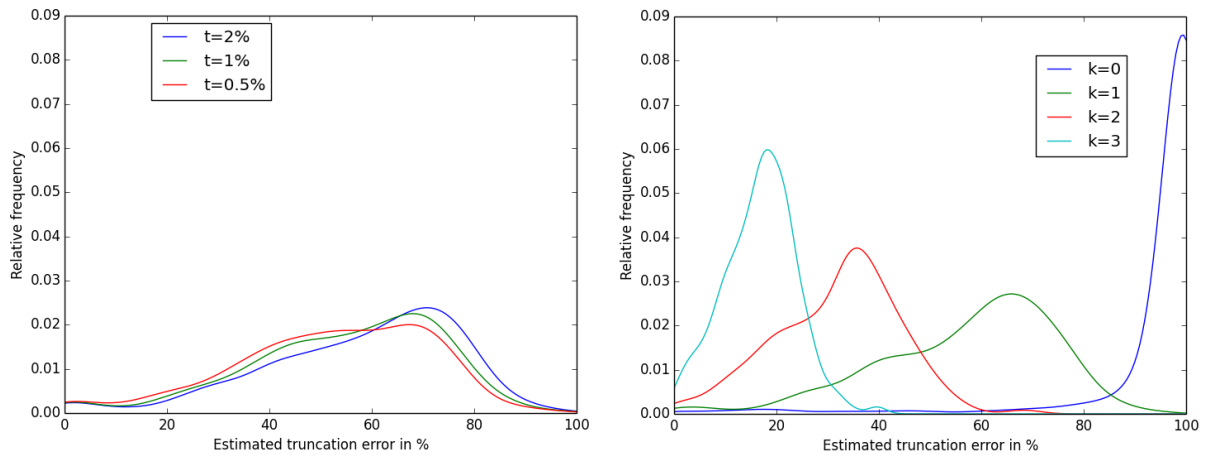 0.09
0.08
0.07
0.06
0.05
0.04
0.03
0.02
0.01
0.00
Relative frequency
t=2%
t=1%
t=0.5%
0
20
40
60
80
100
Estimated truncation error in %
0.09
0.08
0.07
0.06
0.05
0.04
0.03
0.02
0.01
0.00
Relative frequency
k=0
k=1
k=2
k=3
0
20
40
60
80
100
Estimated truncation error in %